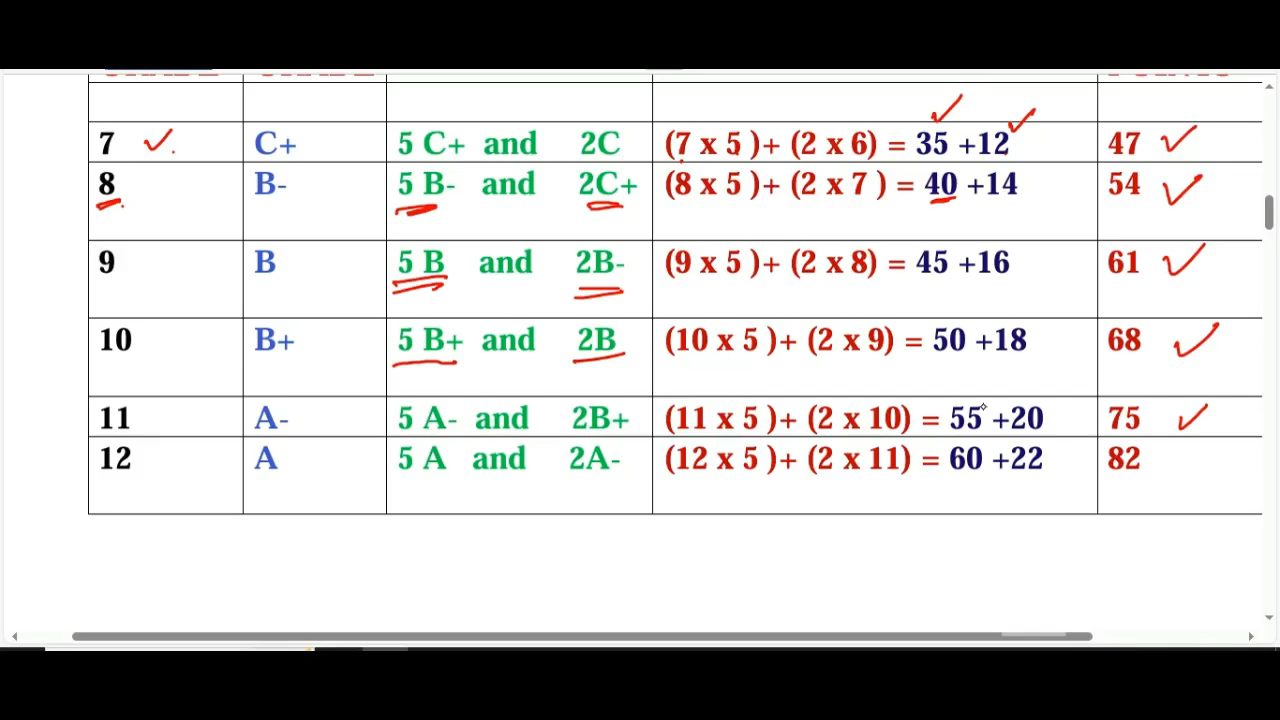 7 C+ 5 C+ and 2C (7 x 5 )+ (2 x 6) = 35 +12 47
8 B- 5 B- and 2C+ (8 x 5 )+ (2 x 7 ) = 40 +14 54
9 B 5 B and 2B- (9 x 5 )+ (2 x 8) = 45 +16 61
10 B+ 5 B+ and 2B (10 x 5 )+ (2 x 9) = 50 +18 68
11 A- 5 A- and 2B+ (11 x 5 )+ (2 x 10) = 55 +20 75
12 A 5 A and 2A- (12 x 5 )+ (2 x 11) = 60 +22 82